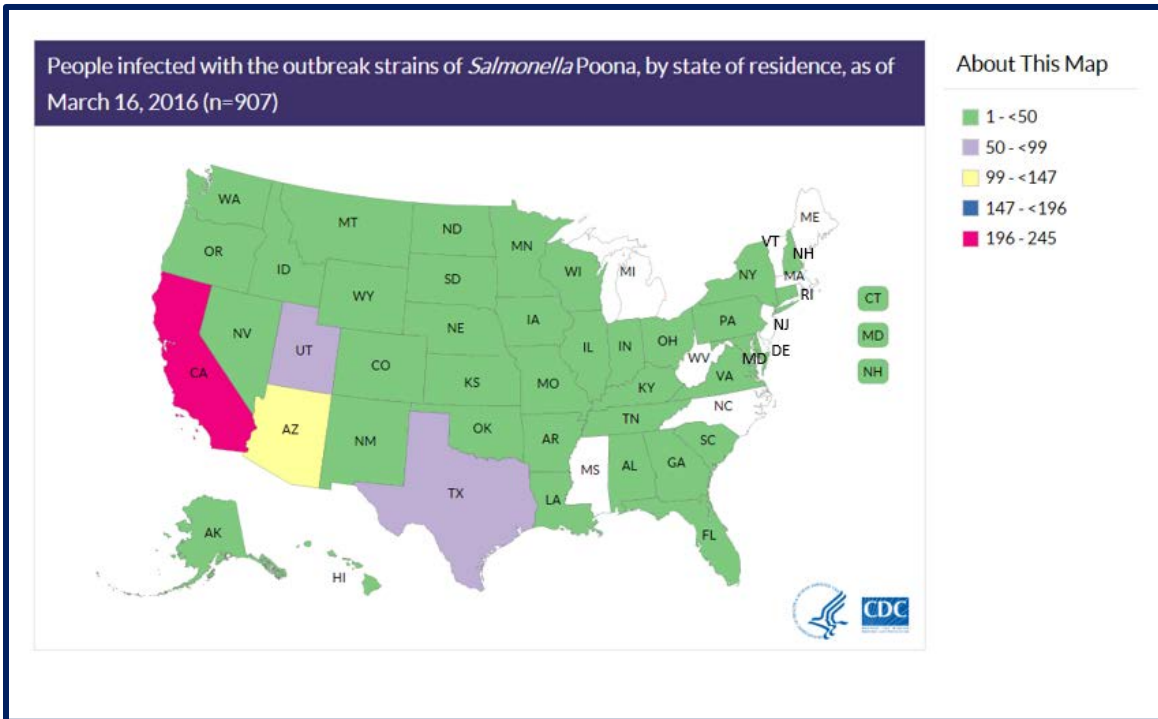 People infected with the outbreak strains of Salmonella Poona, by state of residence, as of
March 16, 2016 (n=907)
About This Map
1 - <50
50 - <99
99 - <147
147 - <196
196 - 245
WA
MT
ND
MN
ME
VT
NH
OR
ID
SD
WI
MI
NY
MA
RI
WY
CT
NV
NE
IA
PA
NJ
UT
CO
IL
IN
OH
MD
WV
MD
DE
CA
KS
MO
KY
VA
NH
AZ
NM
OK
AR
TN
NC
SC
MS
AL
GA
TX
LA
FL
AK
HI
CDC